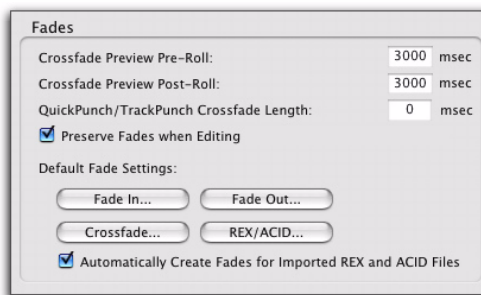 Fades
Crossfade Preview Pre-Roll: 3000 msec
Crossfade Preview Post-Roll: 3000 msec
QuickPunch/TrackPunch Crossfade Length: 0 msec
Preserve Fades when Editing
Default Fade Settings:
Fade In... Fade Out...
Crossfade... REX/ACID...
Automatically Create Fades for Imported REX and ACID Files